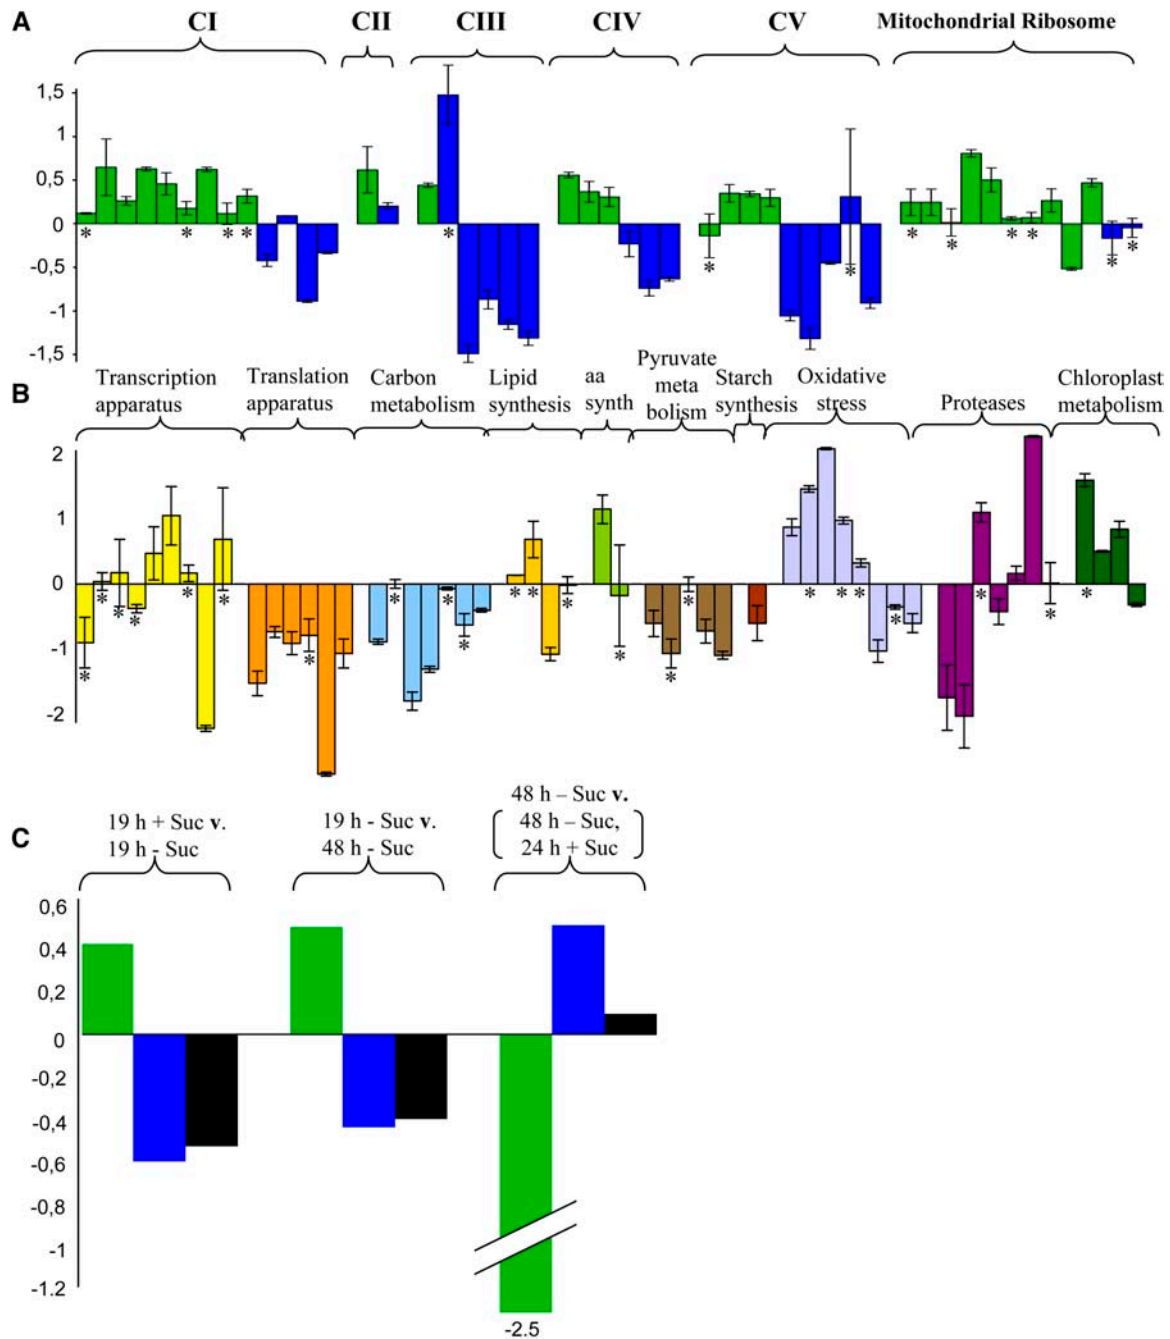 A
CI
CII
CIII
CIV
CV
Mitochondrial Ribosome
1,5
1
0,5
0
-0,5
-1
-1,5
* * * *
*
* *
* * * * * *
B
Transcription
apparatus
Translation
apparatus
Carbon
metabolism
Lipid
synthesis
aa
synth
Pyruvate
meta
bolism
Starch
synthesis
Oxidative
stress
Proteases
Chloroplast
metabolism
2
1
0
-1
-2
* * * * * *
*
* * *
* * *
*
* *
* * * *
* *
*
C
19 h + Suc v.
19 h - Suc
19 h - Suc v.
48 h - Suc
48 h – Suc v.
48 h – Suc,
24 h + Suc
0,6
0,4
0,2
0
-0,2
-0,4
-0,6
-0,8
-1
-1.2
-2.5